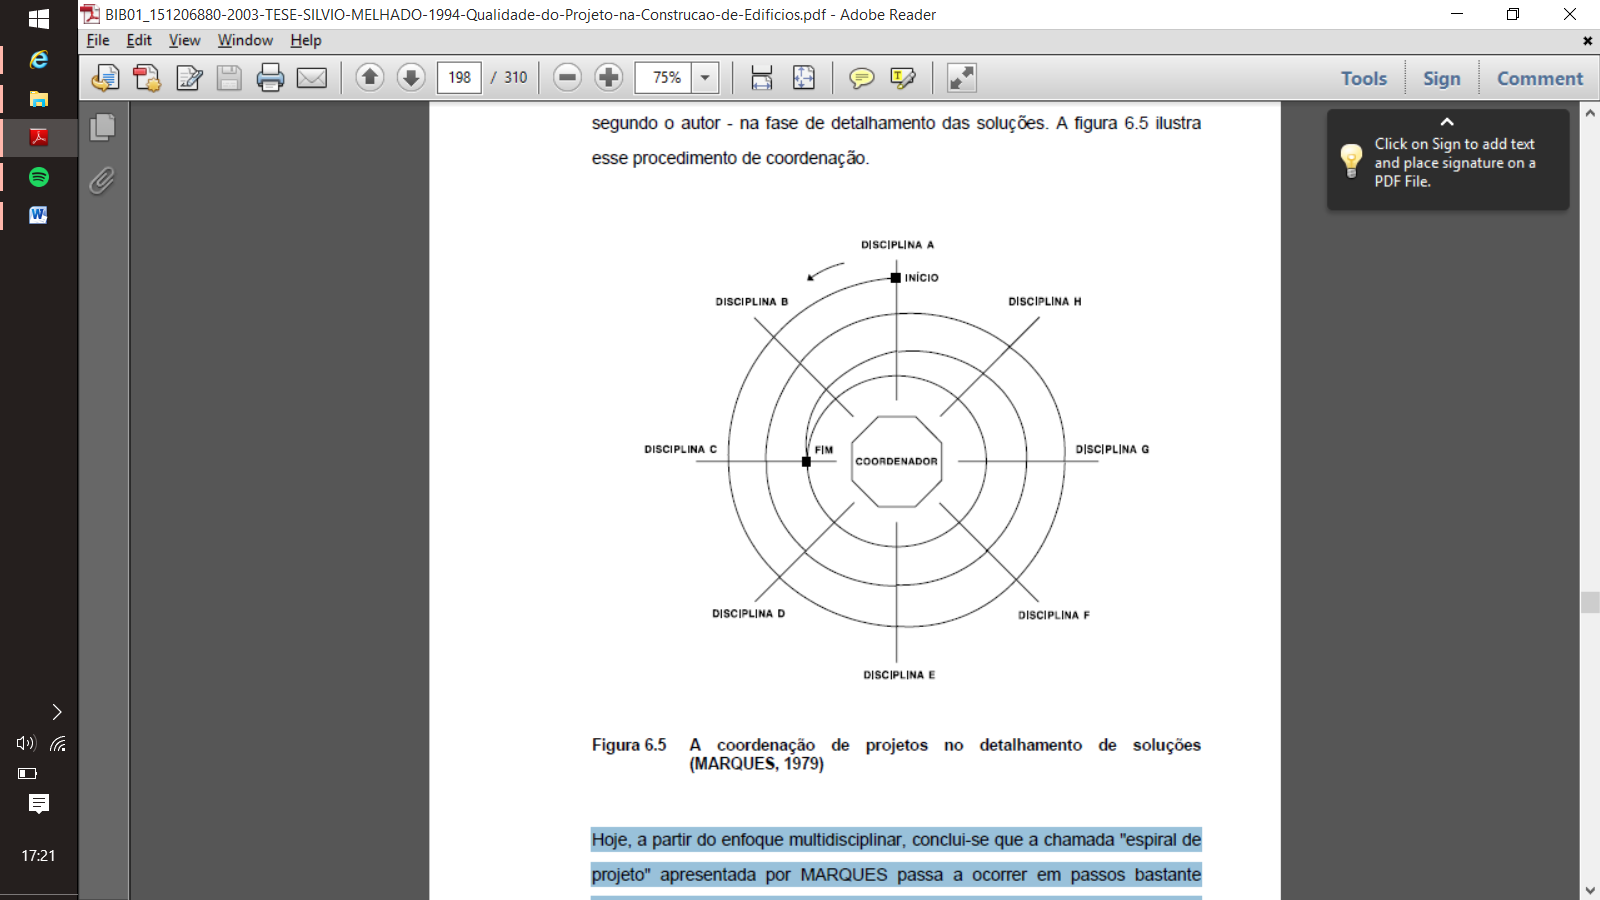 BIB01_151206880-2003-TESE-SILVIO-MELHADO-1994-Qualidade-do-Projeto-na-Construcao-de-Edificios.pdf - Adobe Reader
File Edit View Window Help
198 / 310 75% Tools Sign Comment
Click on Sign to add text
and place signature on a
PDF File.
segundo o autor - na fase de detalhamento das soluções. A figura 6.5 ilustra
esse procedimento de coordenação.
DISCIPLINA A
INÍCIO
DISCIPLINA B
DISCIPLINA H
DISCIPLINA C
FIM
COORDENADOR
DISCIPLINA G
DISCIPLINA D
DISCIPLINA F
DISCIPLINA E
Figura 6.5 A coordenação de projetos no detalhamento de soluções
(MARQUES, 1979)
Hoje, a partir do enfoque multidisciplinar, conclui-se que a chamada "espiral de
projeto" apresentada por MARQUES passa a ocorrer em passos bastante
17:21